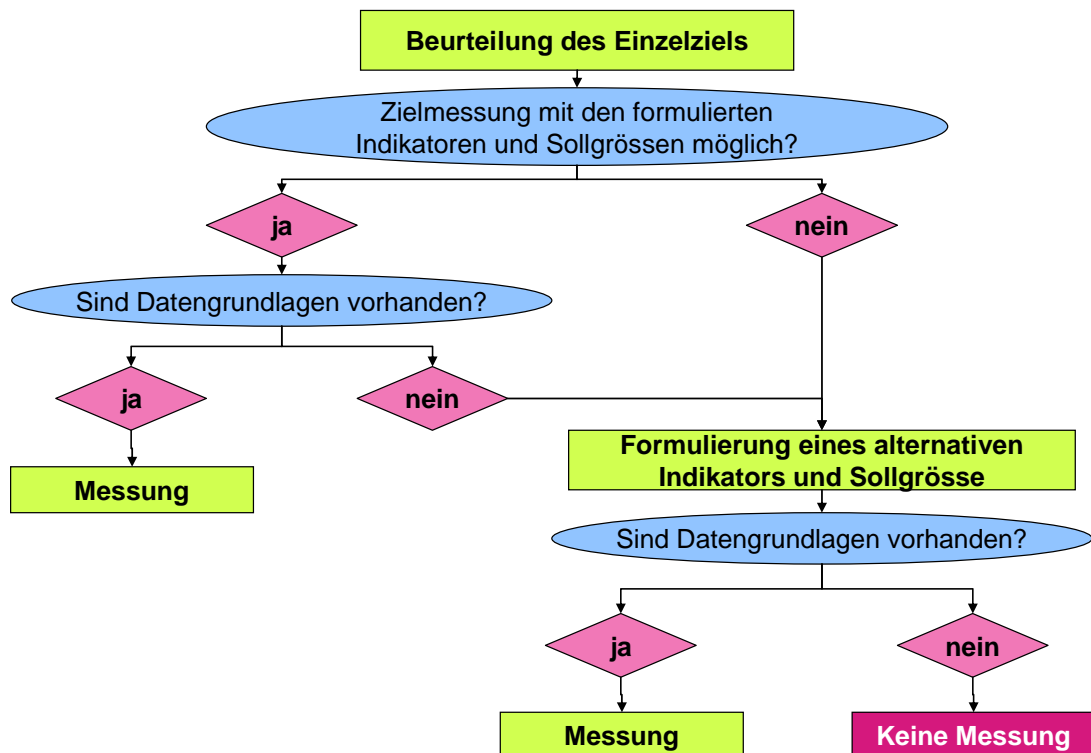 Beurteilung des Einzelziels
Zielmessung mit den formulierten
Indikatoren und Sollgrössen möglich?
ja
nein
Sind Datengrundlagen vorhanden?
ja
nein
Formulierung eines alternativen
Indikators und Sollgrösse
Messung
Sind Datengrundlagen vorhanden?
ja
nein
Messung
Keine Messung